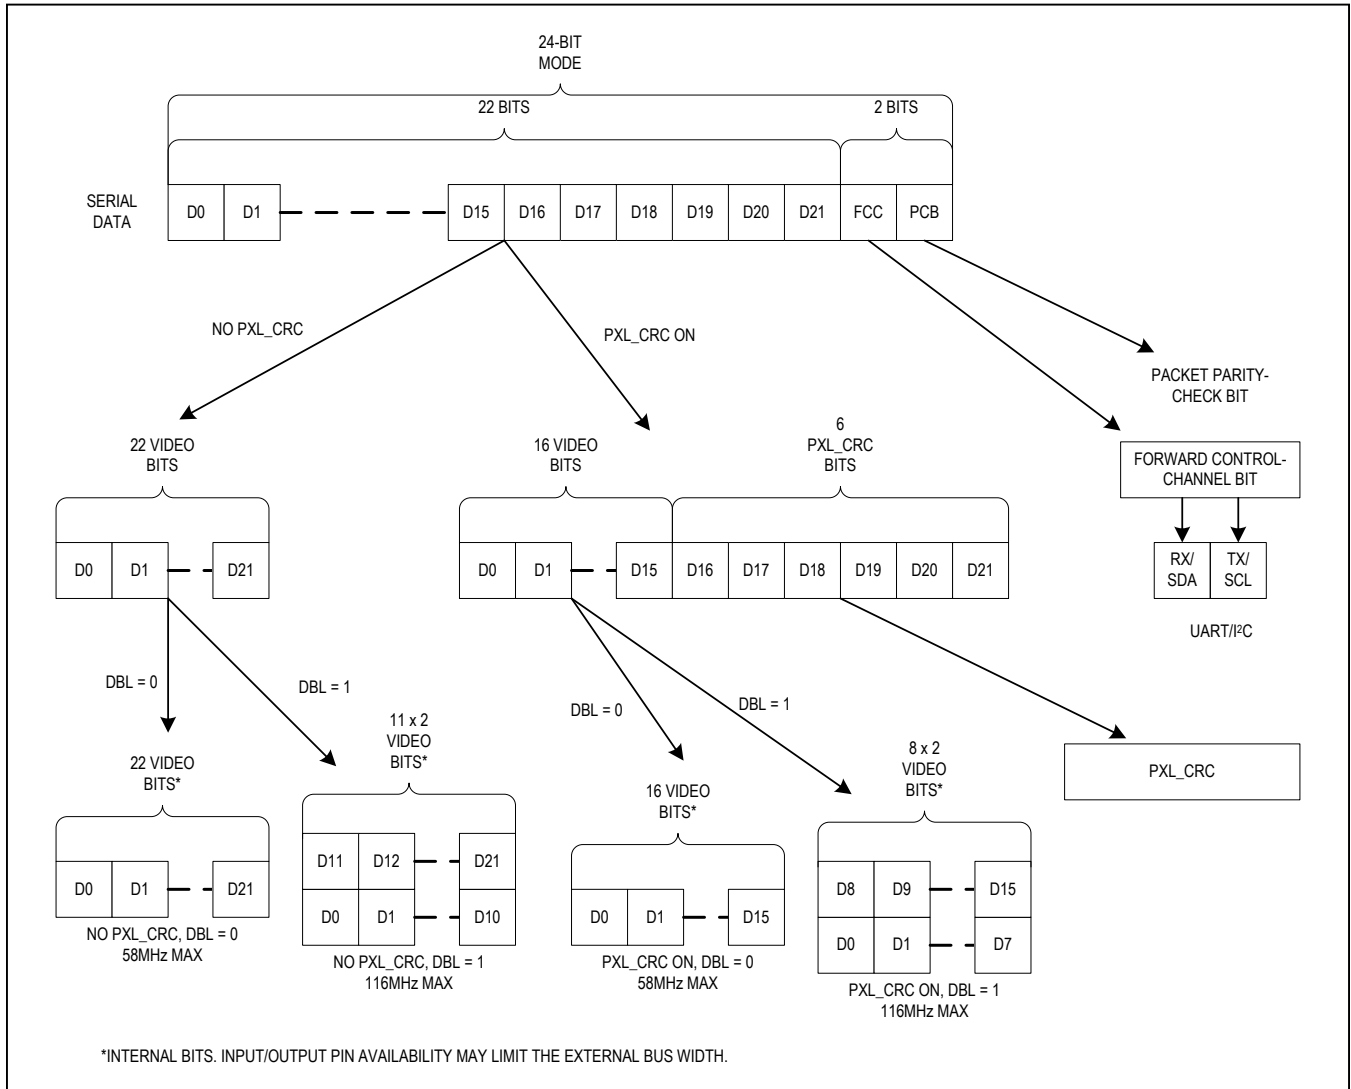 24-BIT
MODE
22 BITS
2 BITS
SERIAL
DATA
D0
D1
D15
D16
D17
D18
D19
D20
D21
FCC
PCB
NO PXL_CRC
PXL_CRC ON
PACKET PARITY-
CHECK BIT
22 VIDEO
BITS
16 VIDEO
BITS
6
PXL_CRC
BITS
FORWARD CONTROL-
CHANNEL BIT
D0
D1
D21
D0
D1
D15
D16
D17
D18
D19
D20
D21
RX/
SDA
TX/
SCL
UART/I²C
DBL = 0
DBL = 1
DBL = 0
DBL = 1
22 VIDEO
BITS*
11 x 2
VIDEO
BITS*
16 VIDEO
BITS*
8 x 2
VIDEO
BITS*
PXL_CRC
D0
D1
D21
NO PXL_CRC, DBL = 0
58MHz MAX
D11
D12
D21
D0
D1
D10
NO PXL_CRC, DBL = 1
116MHz MAX
D0
D1
D15
PXL_CRC ON, DBL = 0
58MHz MAX
D8
D9
D15
D0
D1
D7
PXL_CRC ON, DBL = 1
116MHz MAX
*INTERNAL BITS. INPUT/OUTPUT PIN AVAILABILITY MAY LIMIT THE EXTERNAL BUS WIDTH.